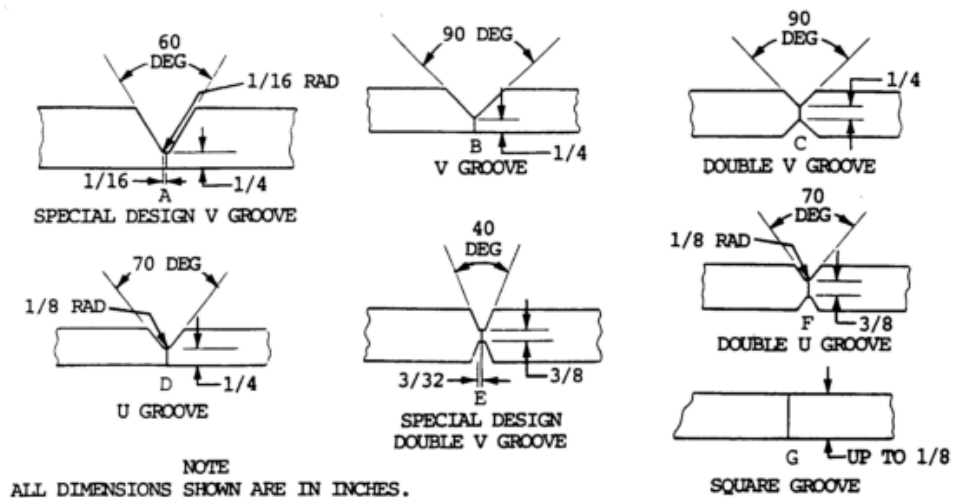 60
DEG
1/16 RAD
1/16
1/4
A
SPECIAL DESIGN V GROOVE
90 DEG
B
1/4
V GROOVE
90
DEG
1/4
C
DOUBLE V GROOVE
70 DEG
1/8 RAD
D
1/4
U GROOVE
40
DEG
3/32
3/8
E
SPECIAL DESIGN
DOUBLE V GROOVE
70
DEG
1/8 RAD
F
3/8
DOUBLE U GROOVE
G
UP TO 1/8
SQUARE GROOVE
NOTE
ALL DIMENSIONS SHOWN ARE IN INCHES.